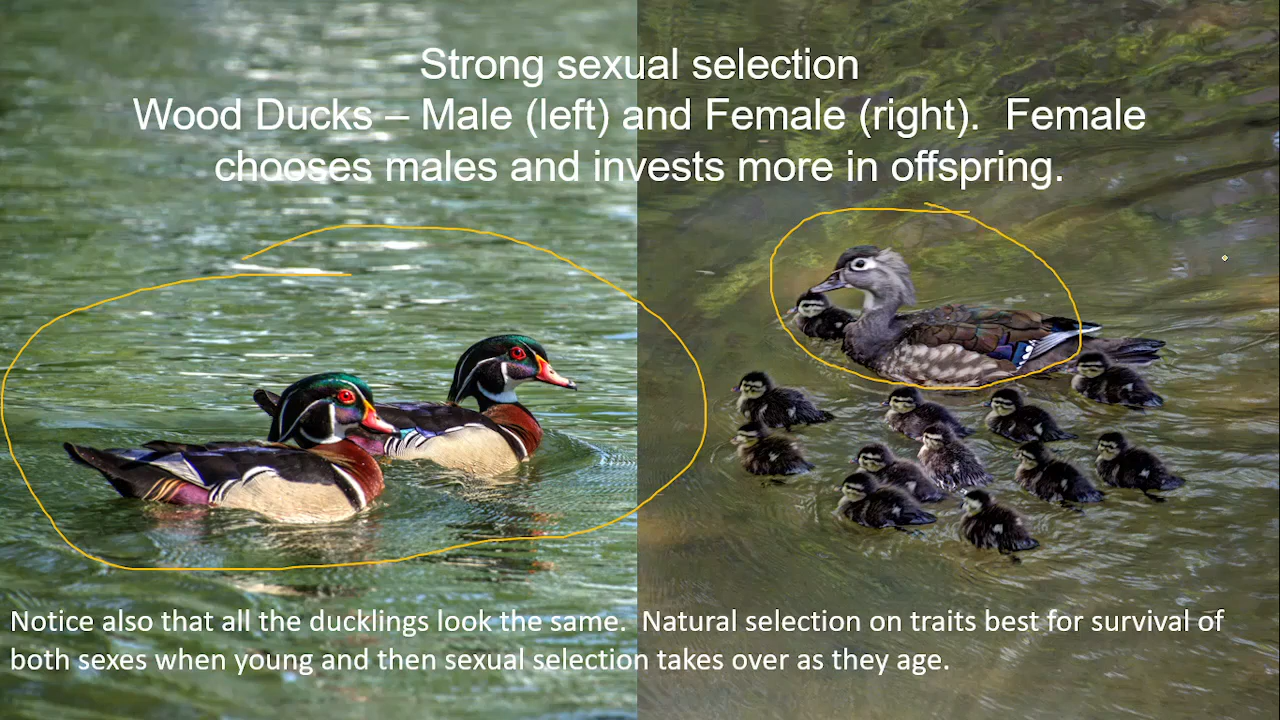 Strong sexual selection
Wood Ducks – Male (left) and Female (right).  Female
chooses males and invests more in offspring.
Notice also that all the ducklings look the same.  Natural selection on traits best for survival of
both sexes when young and then sexual selection takes over as they age.